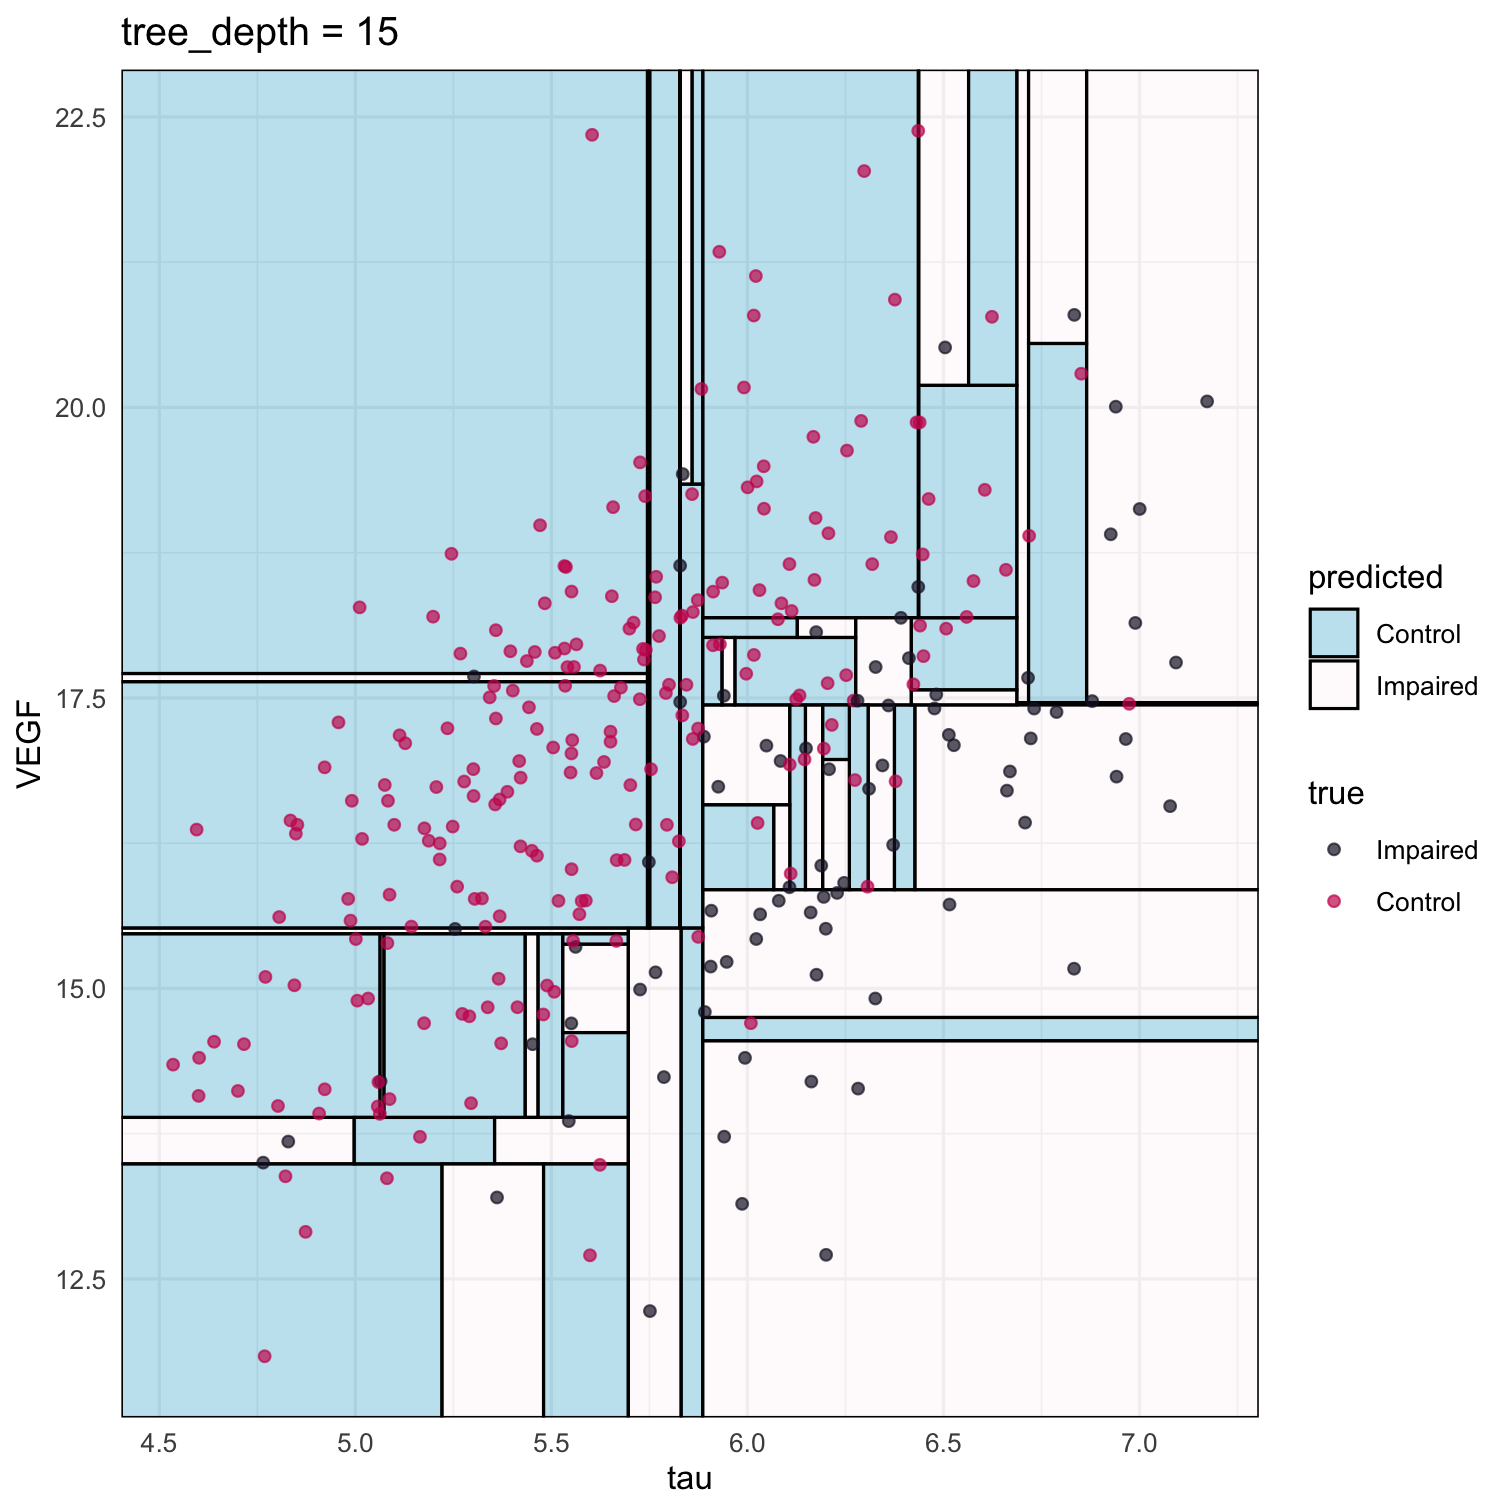 tree_depth = 15
22.5
20.0
17.5
15.0
12.5
VEGF
4.5 5.0 5.5 6.0 6.5 7.0
tau
predicted
Control
Impaired
true
Impaired
Control